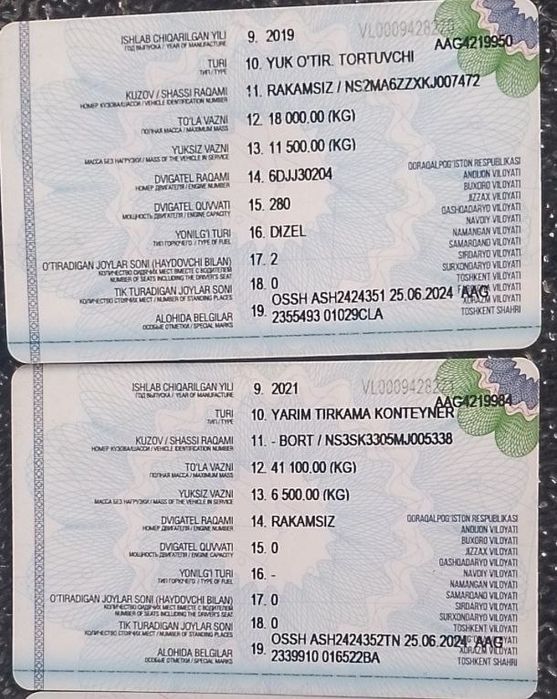 VL0009428220
AAG4219950
ISHLAB CHIQARILGAN YILI 9. 2019
ГОД ВЫПУСКА / YEAR OF MANUFACTURE
TURI 10. YUK O'TIR. TORTUVCHI
ТИП / TYPE
KUZOV / SHASSI RAQAMI 11. RAKAMSIZ / NS2MA6ZZXKJ007472
НОМЕР КУЗОВА/ШАССИ / VEHICLE IDENTIFICATION NUMBER
TO'LA VAZNI 12. 18 000.00 (KG)
ПОЛНАЯ МАССА / MAXIMUM MASS
YUKSIZ VAZNI 13. 11 500.00 (KG)
МАССА БЕЗ НАГРУЗКИ / MASS OF THE VEHICLE IN SERVICE
DVIGATEL RAQAMI 14. 6DJJ30204
НОМЕР ДВИГАТЕЛЯ / ENGINE NUMBER
DVIGATEL QUVVATI 15. 280
МОЩНОСТЬ ДВИГАТЕЛЯ / ENGINE CAPACITY
YONILG'I TURI 16. DIZEL
ТИП ГОРЮЧЕГО / TYPE OF FUEL
O'TIRADIGAN JOYLAR SONI (HAYDOVCHI BILAN) 17. 2
КОЛИЧЕСТВО СИДЯЧИХ МЕСТ ВМЕСТЕ С ВОДИТЕЛЕМ
NUMBER OF SEATS INCLUDING THE DRIVER'S SEAT
TIK TURADIGAN JOYLAR SONI 18. 0
КОЛИЧЕСТВО СТОЯЧИХ МЕСТ / NUMBER OF STANDING PLACES
ALOHIDA BELGILAR 19. OSSH ASH2424351 25.06.2024 AAG
2355493 01029CLA
ОСОБЫЕ ОТМЕТКИ / SPECIAL MARKS
QORAQALPOG'ISTON RESPUBLIKASI
ANDIJON VILOYATI
BUXORO VILOYATI
JIZZAX VILOYATI
QASHQADARYO VILOYATI
NAVOIY VILOYATI
NAMANGAN VILOYATI
SAMARQAND VILOYATI
SIRDARYO VILOYATI
SURXONDARYO VILOYATI
TOSHKENT VILOYATI
VILOYATI
XORAZM VILOYATI
TOSHKENT SHAHRI
AAG4219984
ISHLAB CHIQARILGAN YILI 9. 2021
ГОД ВЫПУСКА / YEAR OF MANUFACTURE
TURI 10. YARIM TIRKAMA KONTEYNER
ТИП / TYPE
KUZOV / SHASSI RAQAMI 11. - BORT / NS3SK3305MJ005338
НОМЕР КУЗОВА/ШАССИ / VEHICLE IDENTIFICATION NUMBER
TO'LA VAZNI 12. 41 100.00 (KG)
ПОЛНАЯ МАССА / MAXIMUM MASS
YUKSIZ VAZNI 13. 6 500.00 (KG)
МАССА БЕЗ НАГРУЗКИ / MASS OF THE VEHICLE IN SERVICE
DVIGATEL RAQAMI 14. RAKAMSIZ
НОМЕР ДВИГАТЕЛЯ / ENGINE NUMBER
DVIGATEL QUVVATI 15. 0
МОЩНОСТЬ ДВИГАТЕЛЯ / ENGINE CAPACITY
YONILG'I TURI 16. -
ТИП ГОРЮЧЕГО / TYPE OF FUEL
O'TIRADIGAN JOYLAR SONI (HAYDOVCHI BILAN) 17. 0
КОЛИЧЕСТВО СИДЯЧИХ МЕСТ ВМЕСТЕ С ВОДИТЕЛЕМ
NUMBER OF SEATS INCLUDING THE DRIVER'S SEAT
TIK TURADIGAN JOYLAR SONI 18. 0
КОЛИЧЕСТВО СТОЯЧИХ МЕСТ / NUMBER OF STANDING PLACES
ALOHIDA BELGILAR 19. OSSH ASH2424352TN 25.06.2024 AAG
2339910 016522BA
ОСОБЫЕ ОТМЕТКИ / SPECIAL MARKS
QORAQALPOG'ISTON RESPUBLIKASI
ANDIJON VILOYATI
BUXORO VILOYATI
JIZZAX VILOYATI
QASHQADARYO VILOYATI
NAVOIY VILOYATI
NAMANGAN VILOYATI
SAMARQAND VILOYATI
SIRDARYO VILOYATI
SURXONDARYO VILOYATI
TOSHKENT VILOYATI
VILOYATI
XORAZM VILOYATI
TOSHKENT SHAHRI